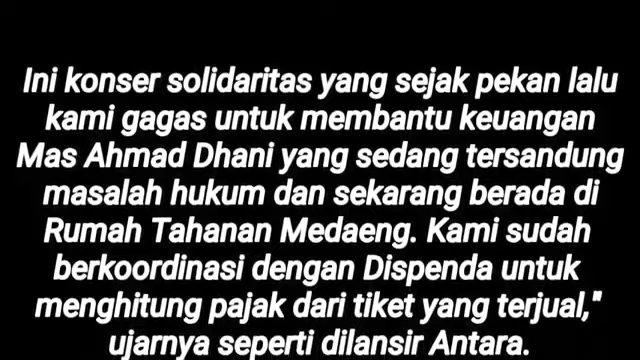 Ini konser solidaritas yang sejak pekan lalu
kami gagas untuk membantu keuangan
Mas Ahmad Dhani yang sedang tersandung
masalah hukum dan sekarang berada di
Rumah Tahanan Medaeng. Kami sudah
berkoordinasi dengan Dispenda untuk
menghitung pajak dari tiket yang terjual,"
ujarnya seperti dilansir Antara.